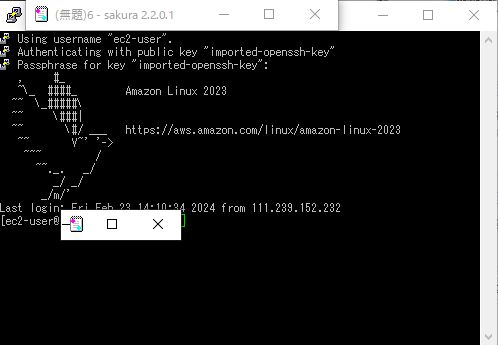 (無題)6 - sakura 2.2.0.1
Using username "ec2-user".
Authenticating with public key "imported-openssh-key"
Passphrase for key "imported-openssh-key":
   ,     #_
   ~\_  ####_        Amazon Linux 2023
  ~~  \_#####\
  ~~     \###|
  ~~       \#/ ___   https://aws.amazon.com/linux/amazon-linux-2023
   ~~       V~' '->
    ~~~         /
      ~~._.   _/
         _/ _/
       _/m/'
Last login: Fri Feb 23 14:10:34 2024 from 111.239.152.232
[ec2-user@